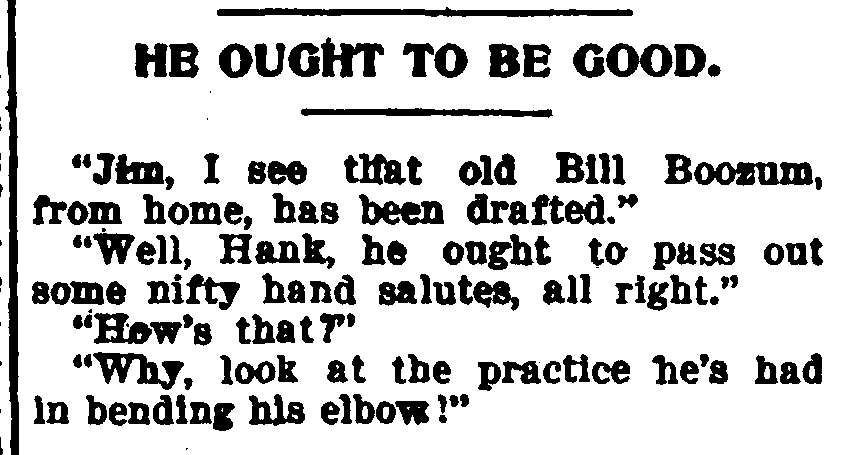 HE OUGHT TO BE GOOD.
"Jim, I see that old Bill Boozum,
from home, has been drafted."
"Well, Hank, he ought to pass out
some nifty hand salutes, all right."
"How's that?"
"Why, look at the practice he's had
in bending his elbow!"